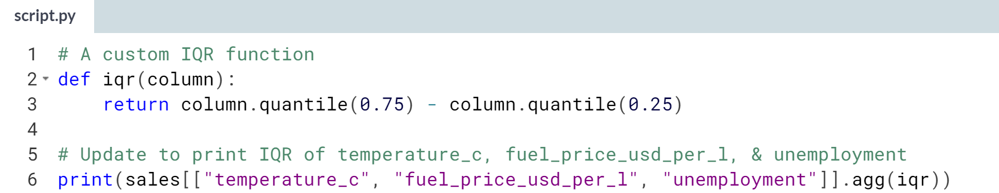 script.py
1 # A custom IQR function
2 def iqr(column):
3     return column.quantile(0.75) - column.quantile(0.25)
4
5 # Update to print IQR of temperature_c, fuel_price_usd_per_l, & unemployment
6 print(sales[["temperature_c", "fuel_price_usd_per_l", "unemployment"]].agg(iqr))